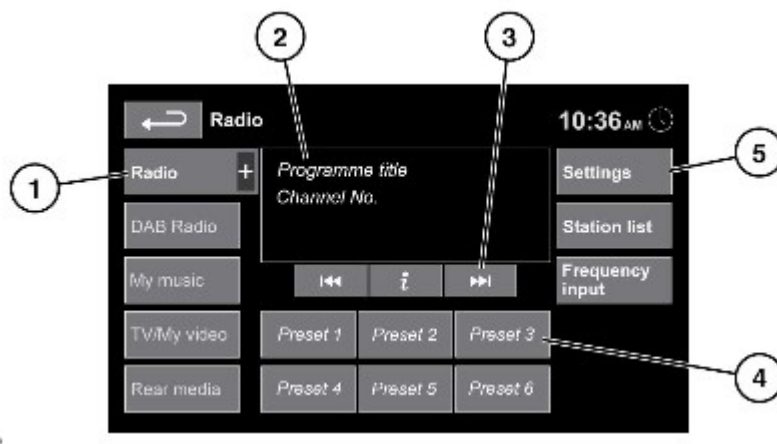 2
3
Radio
10:36 AM
1
Radio +
Programme title
Channel No.
Settings
5
DAB Radio
Station list
My music
i
Frequency
input
TV/My video
Preset 1
Preset 2
Preset 3
4
Rear media
Preset 4
Preset 5
Preset 6